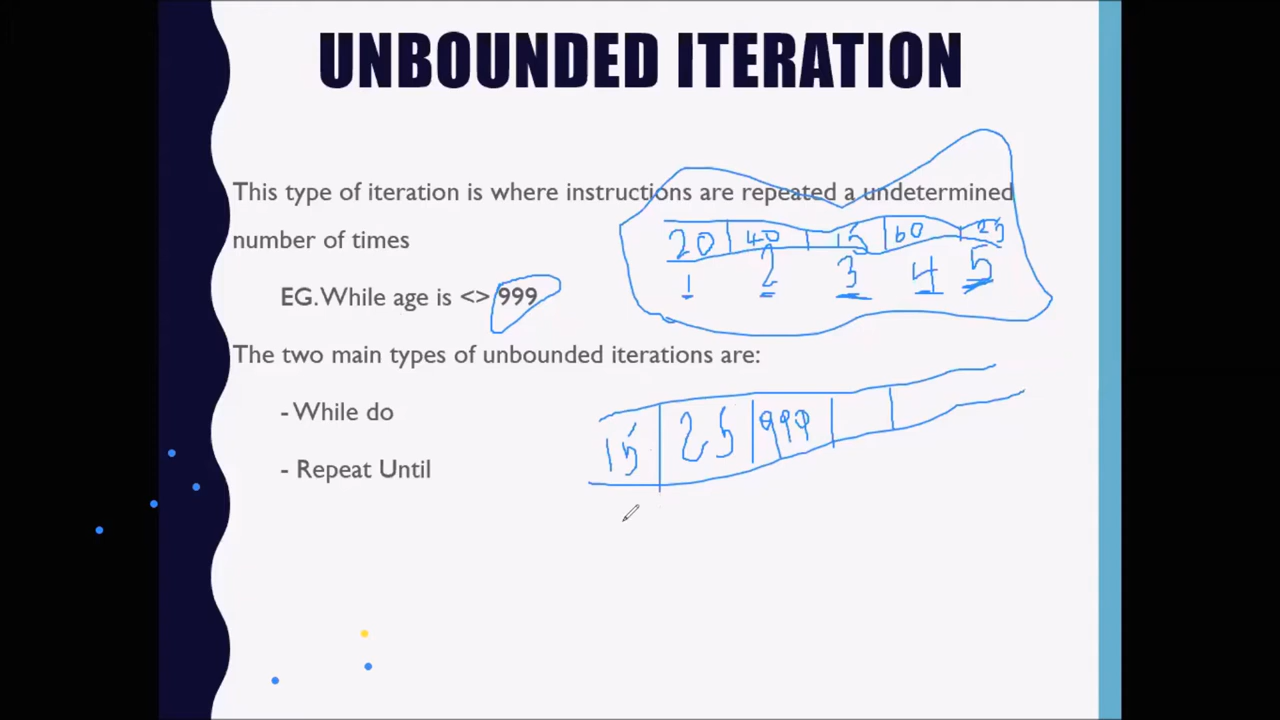 UNBOUNDED ITERATION
This type of iteration is where instructions are repeated a undetermined
number of times
20 40 15 60 25
1 2 3 4 5
EG. While age is <> 999
The two main types of unbounded iterations are:
- While do
15 25 999
- Repeat Until